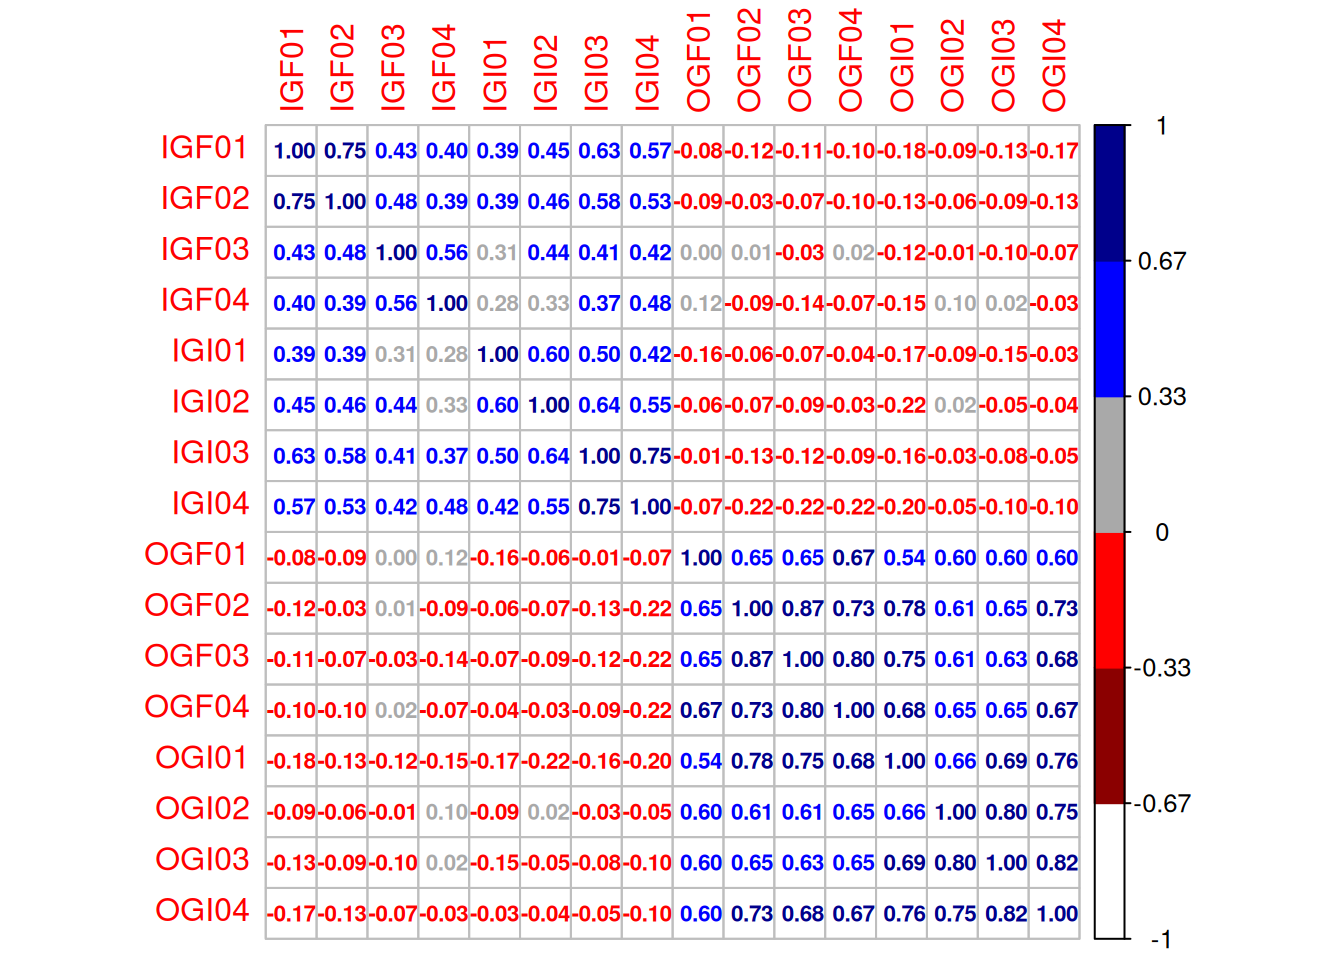 IGF01 IGF02 IGF03 IGF04 IGI01 IGI02 IGI03 IGI04 OGF01 OGF02 OGF03 OGF04 OGI01 OGI02 OGI03 OGI04
IGF01 1.00 0.75 0.43 0.40 0.39 0.45 0.63 0.57 -0.08 -0.12 -0.11 -0.10 -0.18 -0.09 -0.13 -0.17
IGF02 0.75 1.00 0.48 0.39 0.39 0.46 0.58 0.53 -0.09 -0.03 -0.07 -0.10 -0.13 -0.06 -0.09 -0.13
IGF03 0.43 0.48 1.00 0.56 0.31 0.44 0.41 0.42 0.00 0.01 -0.03 0.02 -0.12 -0.01 -0.10 -0.07
IGF04 0.40 0.39 0.56 1.00 0.28 0.33 0.37 0.48 0.12 -0.09 -0.14 -0.07 -0.15 0.10 0.02 -0.03
IGI01 0.39 0.39 0.31 0.28 1.00 0.60 0.50 0.42 -0.16 -0.06 -0.07 -0.04 -0.17 -0.09 -0.15 -0.03
IGI02 0.45 0.46 0.44 0.33 0.60 1.00 0.64 0.55 -0.06 -0.07 -0.09 -0.03 -0.22 0.02 -0.05 -0.04
IGI03 0.63 0.58 0.41 0.37 0.50 0.64 1.00 0.75 -0.01 -0.13 -0.12 -0.09 -0.16 -0.03 -0.08 -0.05
IGI04 0.57 0.53 0.42 0.48 0.42 0.55 0.75 1.00 -0.07 -0.22 -0.22 -0.22 -0.20 -0.05 -0.10 -0.10
OGF01 -0.08 -0.09 0.00 0.12 -0.16 -0.06 -0.01 -0.07 1.00 0.65 0.65 0.67 0.54 0.60 0.60 0.60
OGF02 -0.12 -0.03 0.01 -0.09 -0.06 -0.07 -0.13 -0.22 0.65 1.00 0.87 0.73 0.78 0.61 0.65 0.73
OGF03 -0.11 -0.07 -0.03 -0.14 -0.07 -0.09 -0.12 -0.22 0.65 0.87 1.00 0.80 0.75 0.61 0.63 0.68
OGF04 -0.10 -0.10 0.02 -0.07 -0.04 -0.03 -0.09 -0.22 0.67 0.73 0.80 1.00 0.68 0.65 0.65 0.67
OGI01 -0.18 -0.13 -0.12 -0.15 -0.17 -0.22 -0.16 -0.20 0.54 0.78 0.75 0.68 1.00 0.66 0.69 0.76
OGI02 -0.09 -0.06 -0.01 0.10 -0.09 0.02 -0.03 -0.05 0.60 0.61 0.61 0.65 0.66 1.00 0.80 0.75
OGI03 -0.13 -0.09 -0.10 0.02 -0.15 -0.05 -0.08 -0.10 0.60 0.65 0.63 0.65 0.69 0.80 1.00 0.82
OGI04 -0.17 -0.13 -0.07 -0.03 -0.03 -0.04 -0.05 -0.10 0.60 0.73 0.68 0.67 0.76 0.75 0.82 1.00
1
0.67
0.33
0
-0.33
-0.67
-1